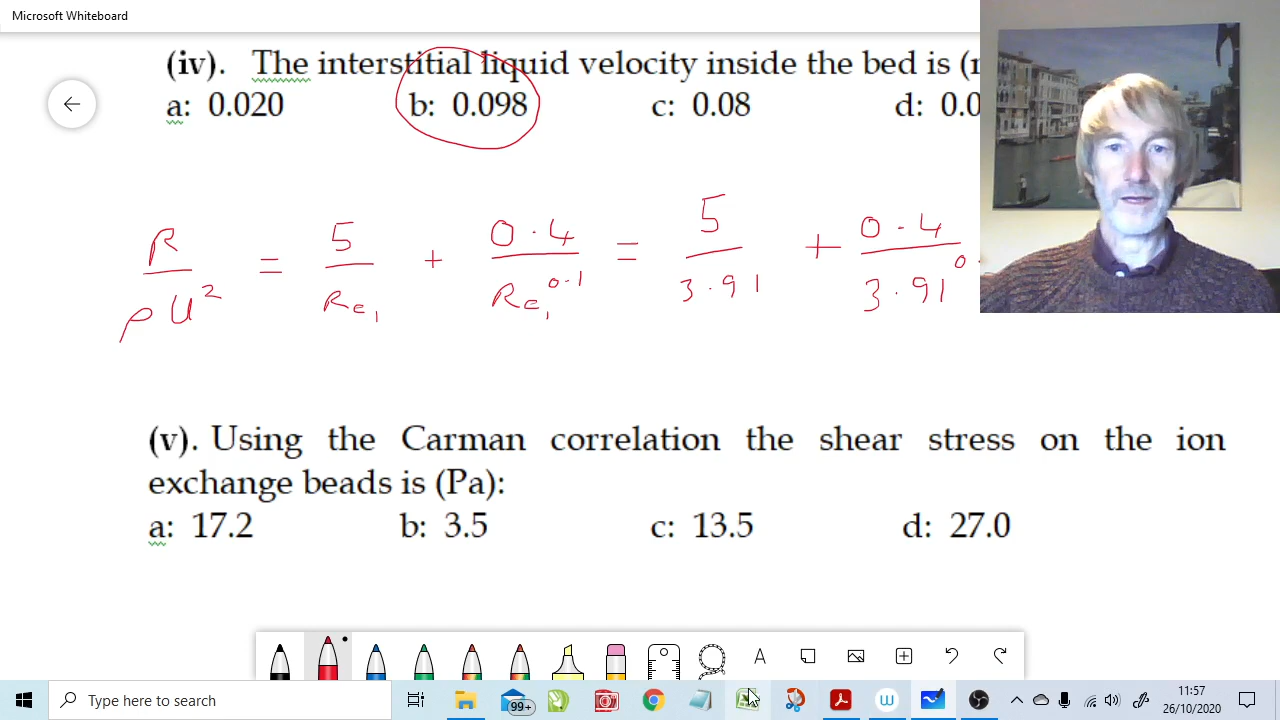 Microsoft Whiteboard
(iv). The interstitial liquid velocity inside the bed is (
a: 0.020 b: 0.098 c: 0.08 d: 0.0
R/ρU² = 5/Re₁ + 0.4/Re₁^0.1 = 5/3.91 + 0.4/3.91^0.
(v). Using the Carman correlation the shear stress on the ion
exchange beads is (Pa):
a: 17.2 b: 3.5 c: 13.5 d: 27.0
A
Type here to search
99+
W
11:57
26/10/2020